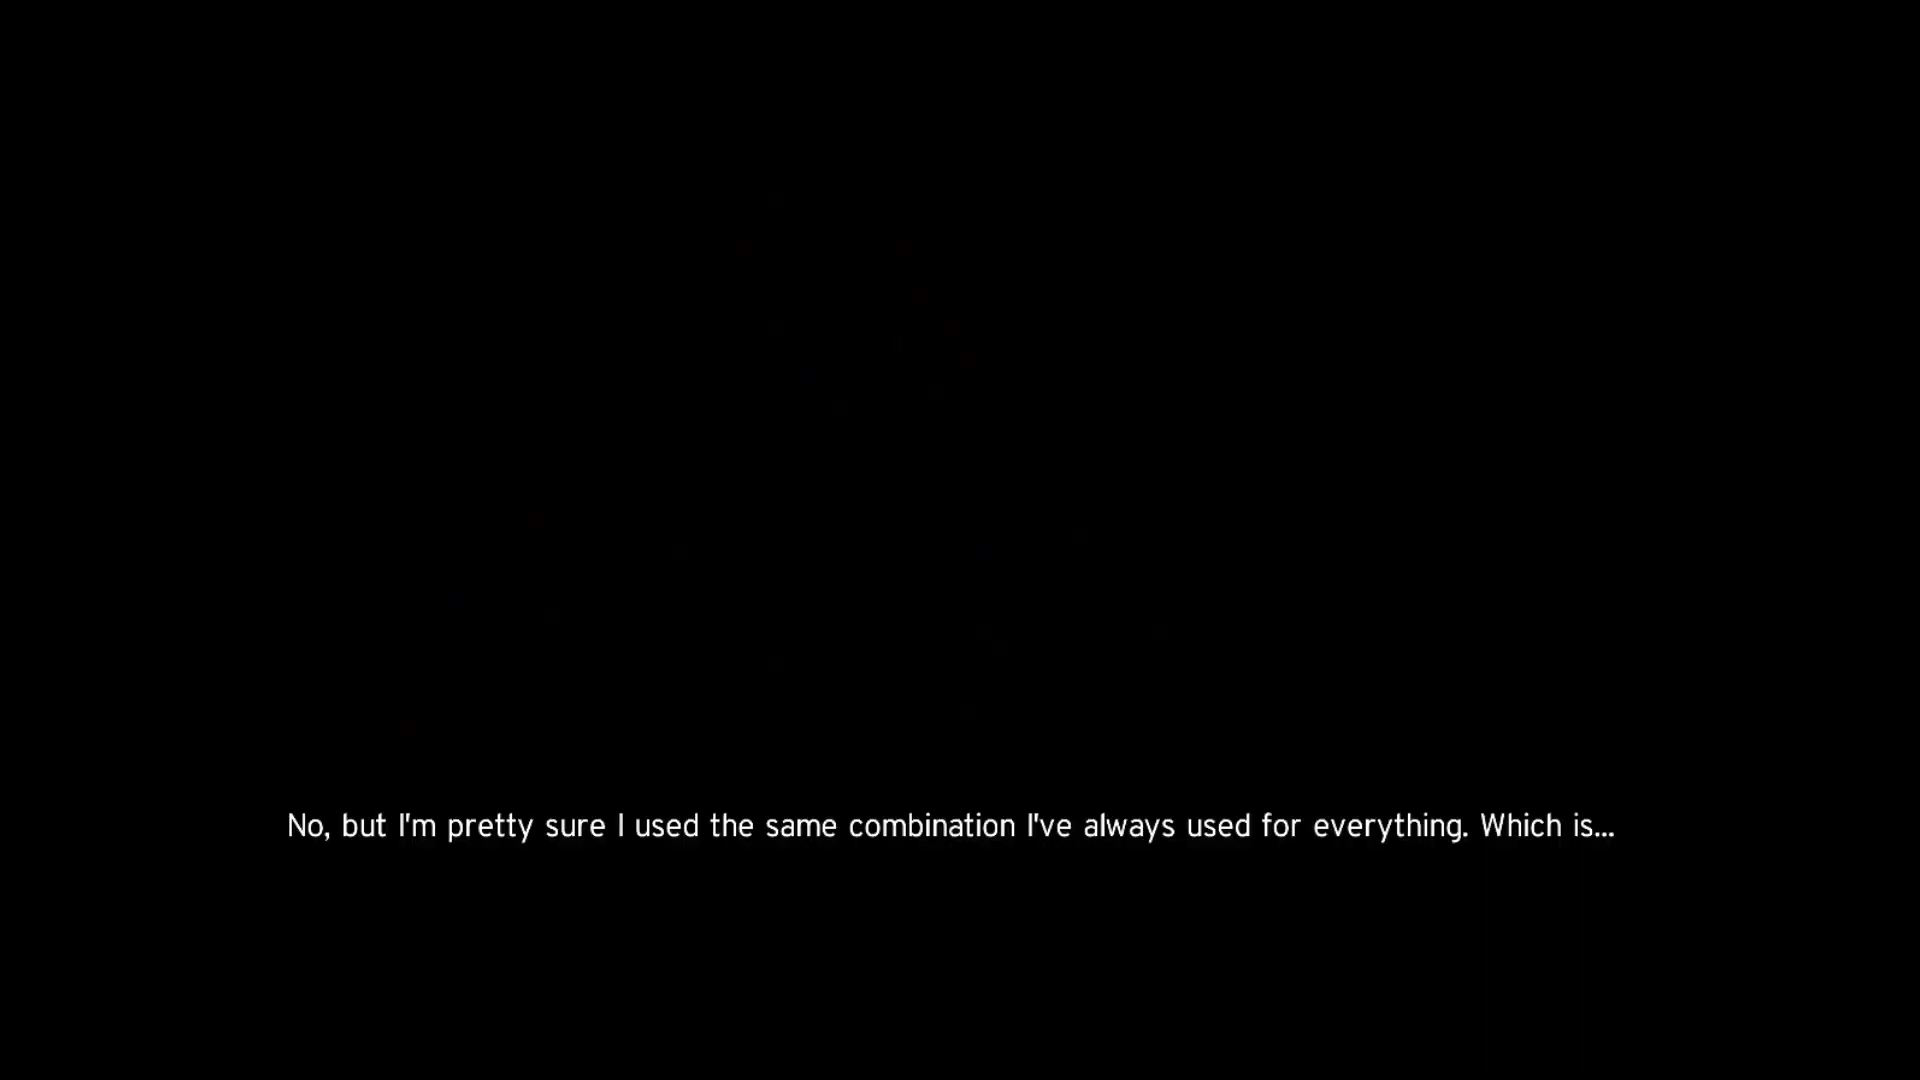 No, but I'm pretty sure I used the same combination I've always used for everything. Which is...